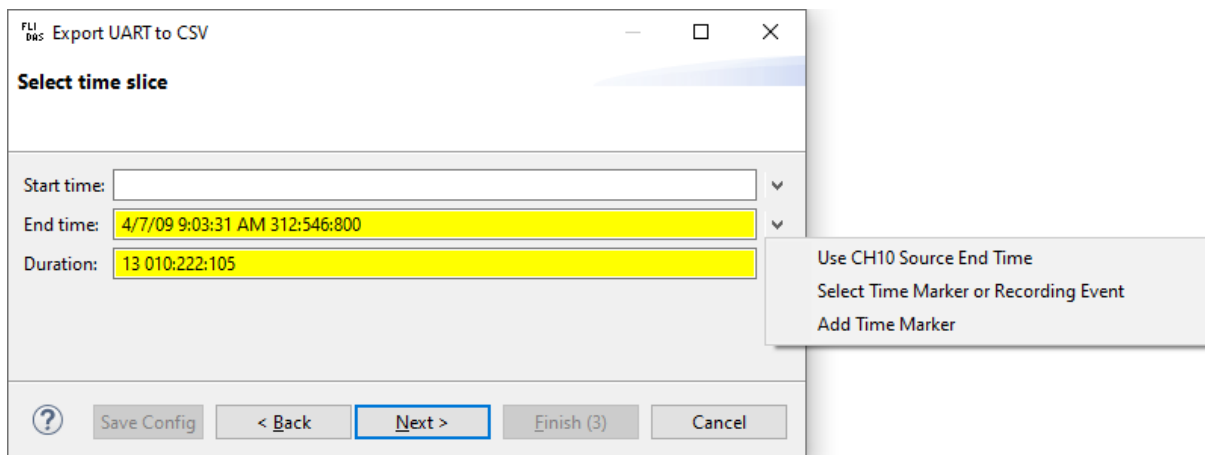 FLI DAS Export UART to CSV
Select time slice
Start time:
End time: 4/7/09 9:03:31 AM 312:546:800
Duration: 13 010:222:105
Use CH10 Source End Time
Select Time Marker or Recording Event
Add Time Marker
? Save Config < Back Next > Finish (3) Cancel